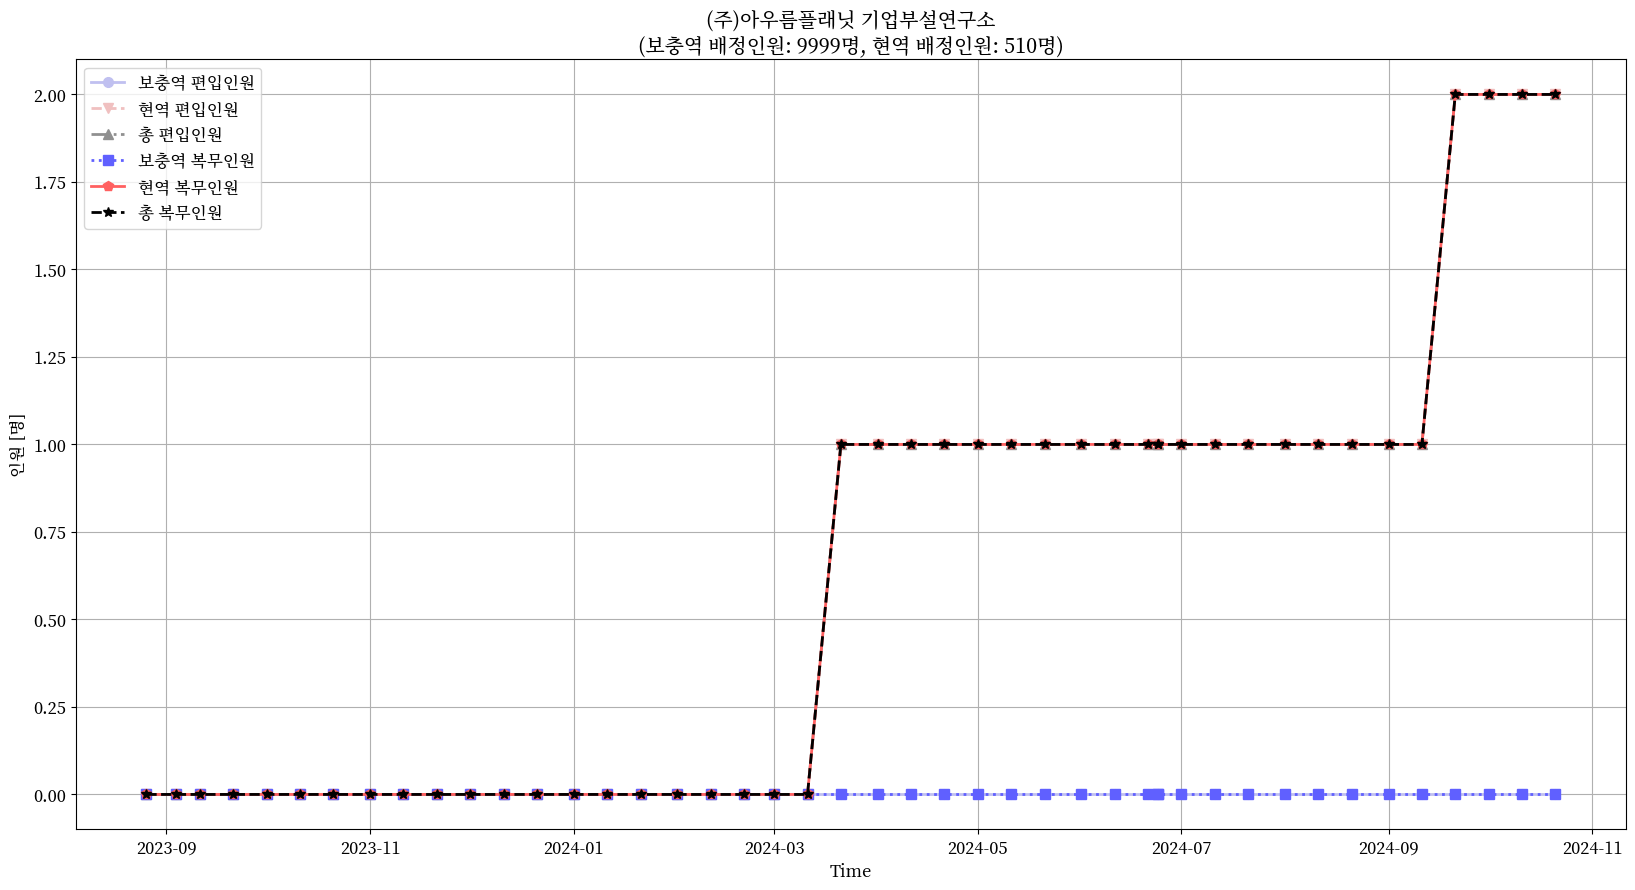 (주)아우름플래닛 기업부설연구소
(보충역 배정인원: 9999명, 현역 배정인원: 510명)
보충역 편입인원
현역 편입인원
총 편입인원
보충역 복무인원
현역 복무인원
총 복무인원
2.00
1.75
1.50
1.25
1.00
0.75
0.50
0.25
0.00
인원 [명]
2023-09
2023-11
2024-01
2024-03
2024-05
2024-07
2024-09
2024-11
Time